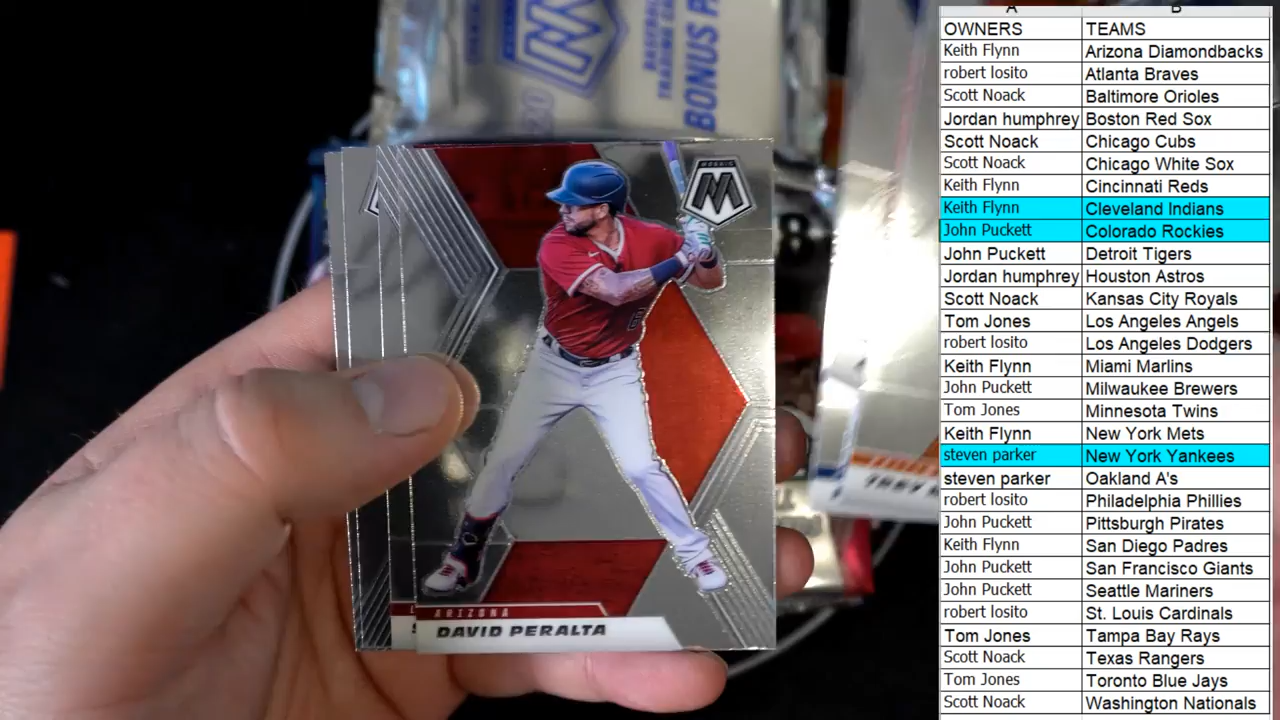 BASEBALL
TRADING CAR
BONUS P
MOSAIC
M
ARIZONA
DAVID PERALTA
TREY
A B
OWNERS TEAMS
Keith Flynn Arizona Diamondbacks
robert losito Atlanta Braves
Scott Noack Baltimore Orioles
Jordan humphrey Boston Red Sox
Scott Noack Chicago Cubs
Scott Noack Chicago White Sox
Keith Flynn Cincinnati Reds
Keith Flynn Cleveland Indians
John Puckett Colorado Rockies
John Puckett Detroit Tigers
Jordan humphrey Houston Astros
Scott Noack Kansas City Royals
Tom Jones Los Angeles Angels
robert losito Los Angeles Dodgers
Keith Flynn Miami Marlins
John Puckett Milwaukee Brewers
Tom Jones Minnesota Twins
Keith Flynn New York Mets
steven parker New York Yankees
steven parker Oakland A's
robert losito Philadelphia Phillies
John Puckett Pittsburgh Pirates
Keith Flynn San Diego Padres
John Puckett San Francisco Giants
John Puckett Seattle Mariners
robert losito St. Louis Cardinals
Tom Jones Tampa Bay Rays
Scott Noack Texas Rangers
Tom Jones Toronto Blue Jays
Scott Noack Washington Nationals